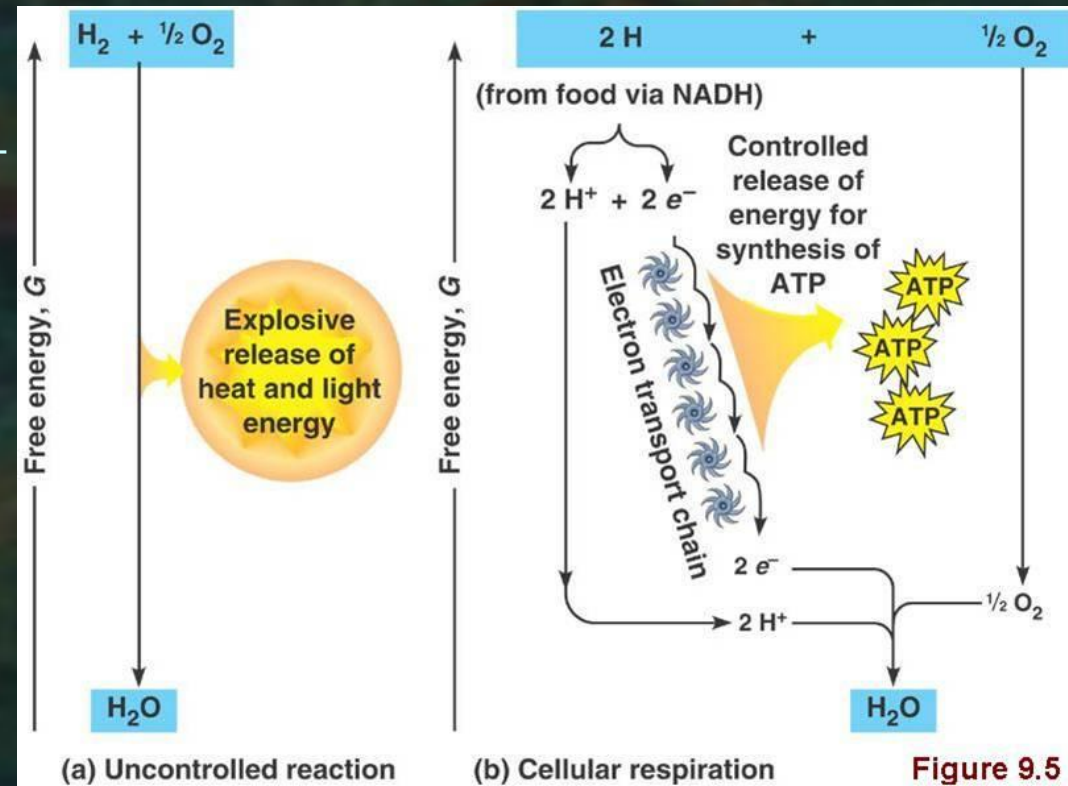 H₂ + ½ O₂
Free energy, G
Explosive
release of
heat and light
energy
H₂O
(a) Uncontrolled reaction
2 H + ½ O₂
(from food via NADH)
2 H⁺ + 2 e⁻
Free energy, G
Controlled
release of
energy for
synthesis of
ATP
Electron transport chain
ATP
ATP
ATP
2 e⁻
½ O₂
2 H⁺
H₂O
(b) Cellular respiration
Figure 9.5